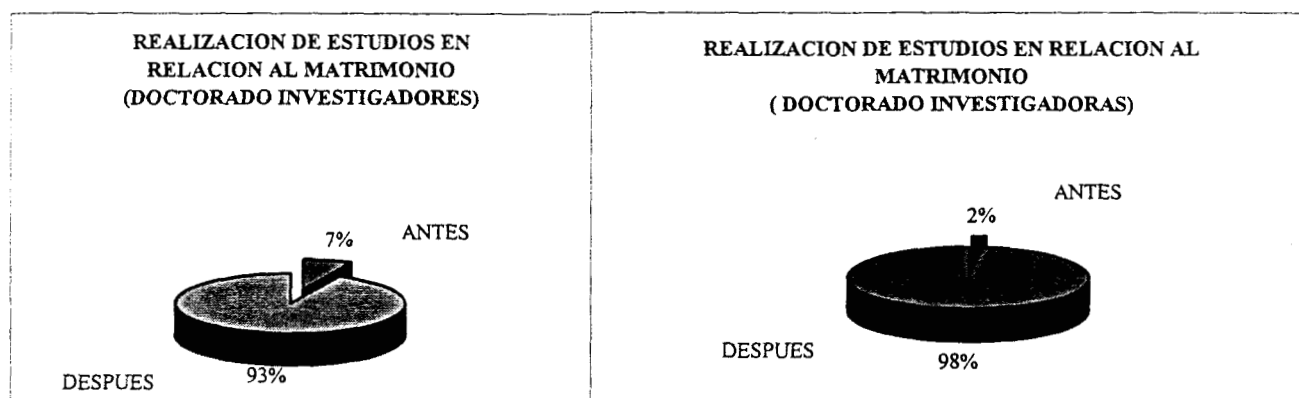 REALIZACION DE ESTUDIOS EN
RELACION AL MATRIMONIO
(DOCTORADO INVESTIGADORES)
7%
ANTES
93%
DESPUES
REALIZACION DE ESTUDIOS EN RELACION AL
MATRIMONIO
( DOCTORADO INVESTIGADORAS)
ANTES
2%
DESPUES
98%